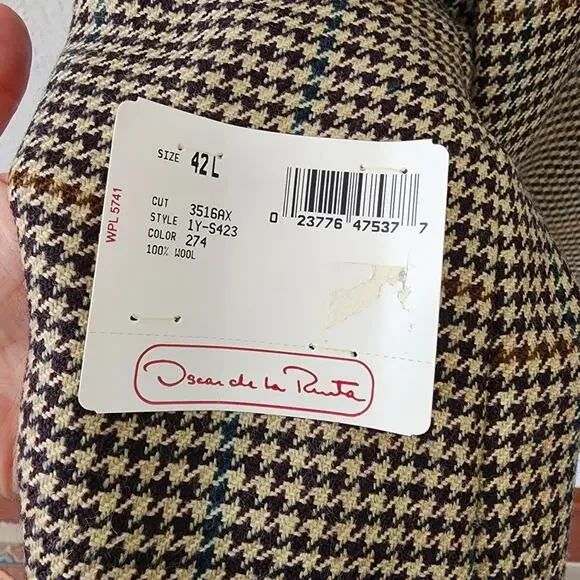 SIZE 42L
WPL 5741
CUT 3516AX
STYLE 1Y-S423
COLOR 274
100% WOOL
0 23776 47537 7
Oscar de la Renta